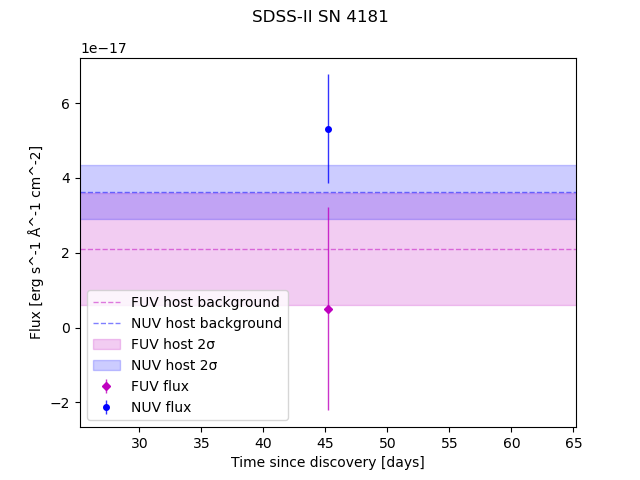 SDSS-II SN 4181
1e−17
6
4
2
0
−2
Flux [erg s^-1 Å^-1 cm^-2]
FUV host background
NUV host background
FUV host 2σ
NUV host 2σ
FUV flux
NUV flux
30 35 40 45 50 55 60 65
Time since discovery [days]